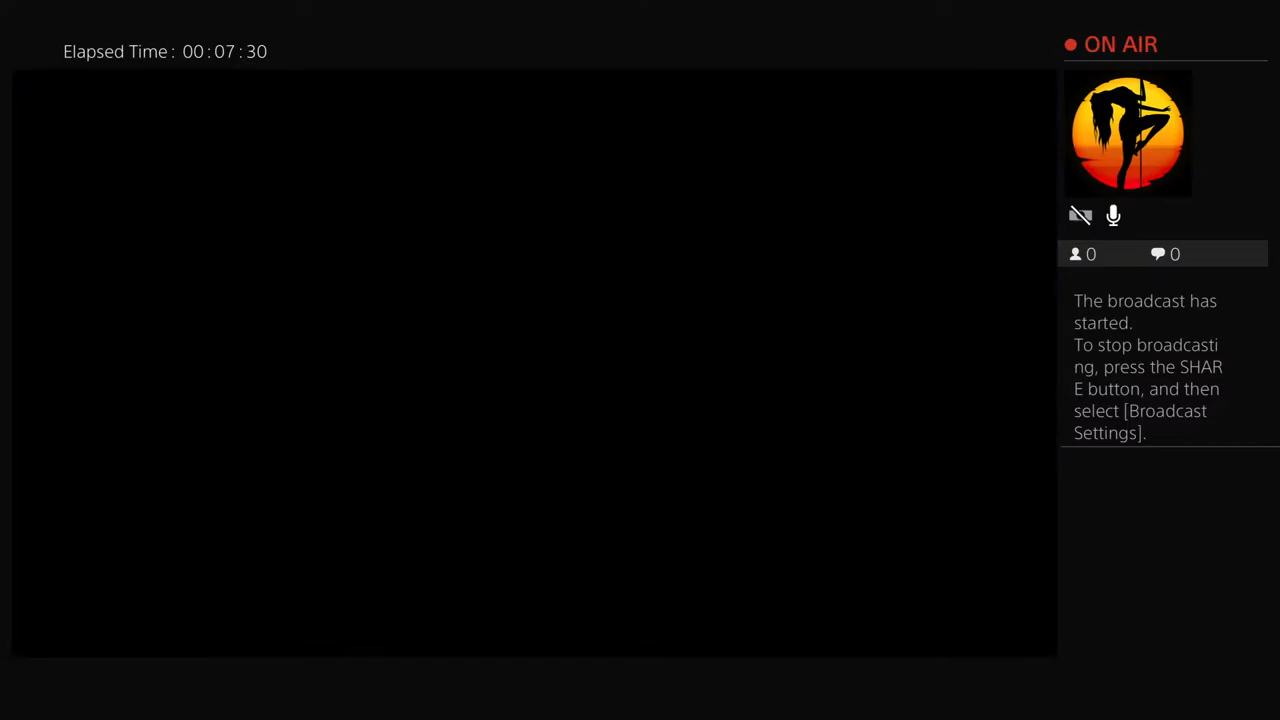 Elapsed Time: 00:07:30
ON AIR
0 0
The broadcast has
started.
To stop broadcasti
ng, press the SHAR
E button, and then
select [Broadcast
Settings].